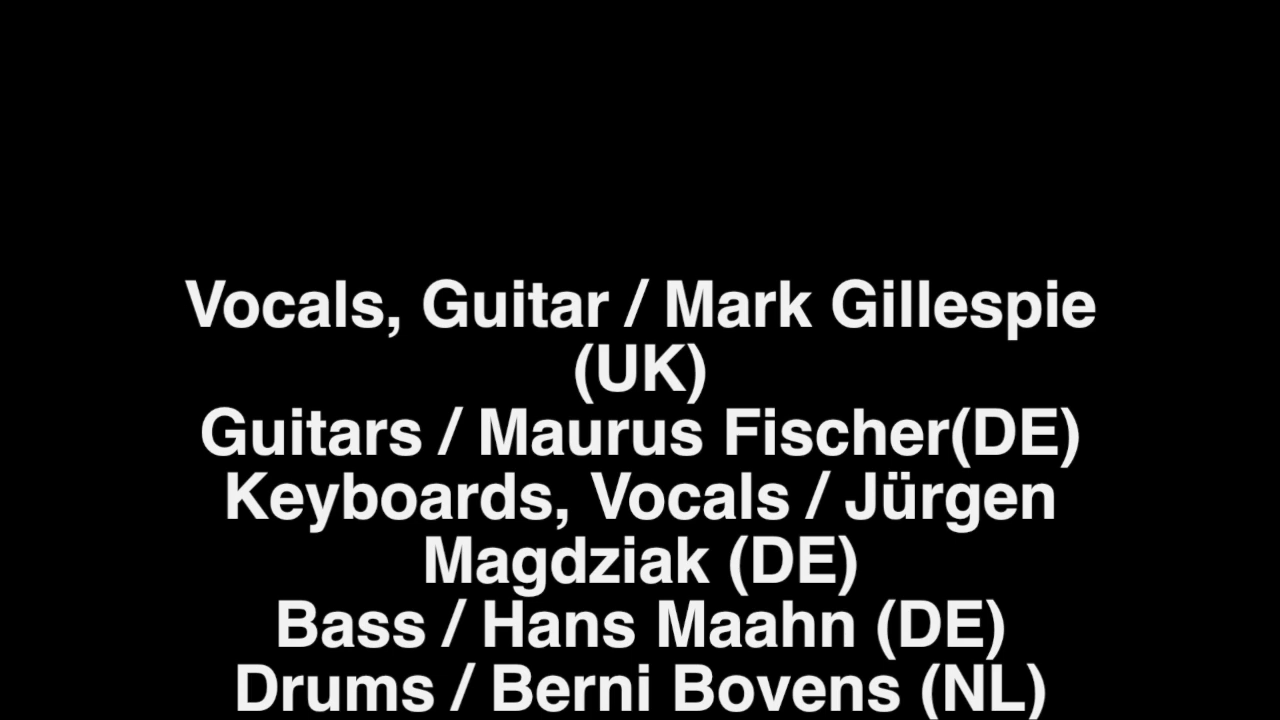 Vocals, Guitar / Mark Gillespie
(UK)
Guitars / Maurus Fischer(DE)
Keyboards, Vocals / Jürgen
Magdziak (DE)
Bass / Hans Maahn (DE)
Drums / Berni Bovens (NL)